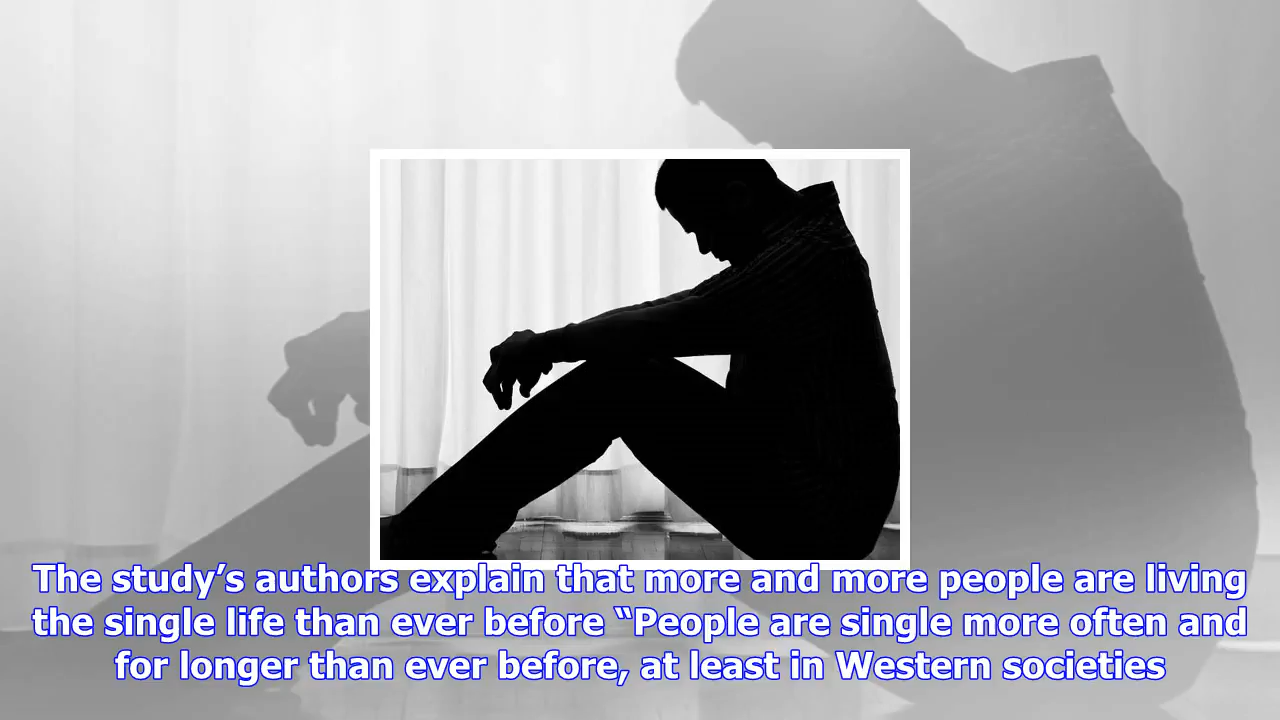 The study’s authors explain that more and more people are living
the single life than ever before “People are single more often and
for longer than ever before, at least in Western societies